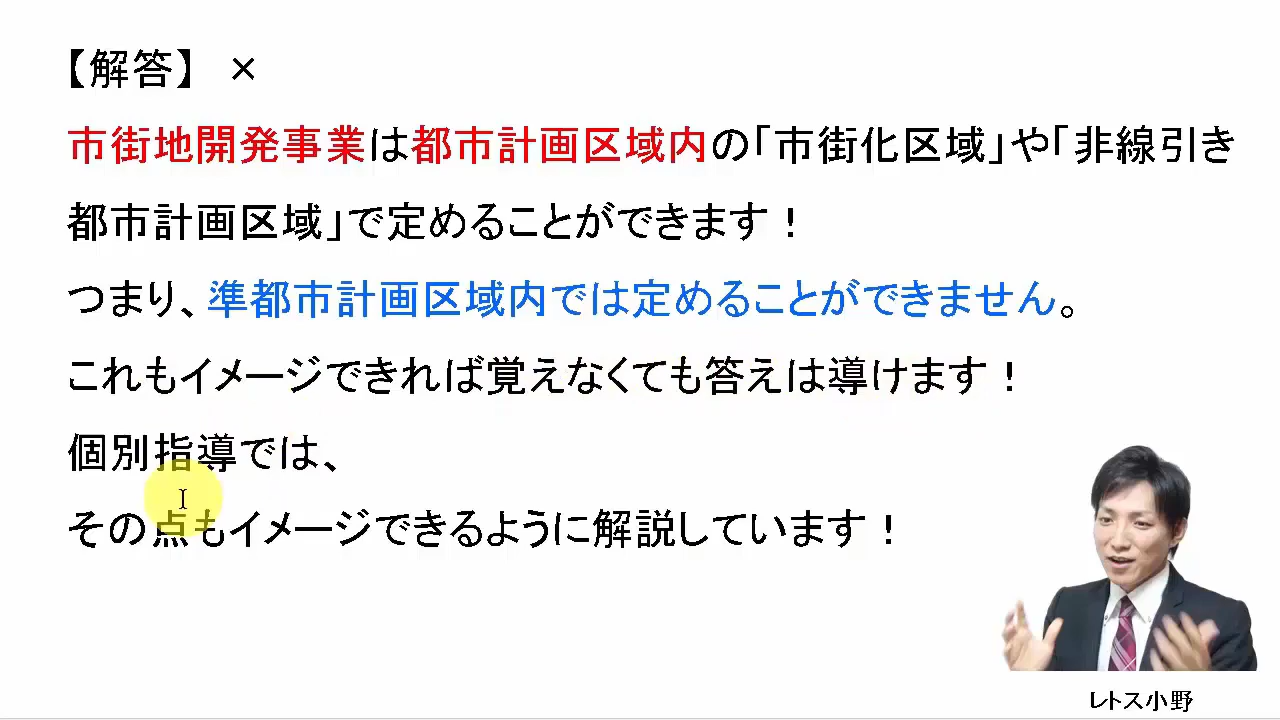 【解答】 ×
市街地開発事業は都市計画区域内の「市街化区域」や「非線引き
都市計画区域」で定めることができます！
つまり、準都市計画区域内では定めることができません。
これもイメージできれば覚えなくても答えは導けます！
個別指導では、
その点もイメージできるように解説しています！
レトス小野